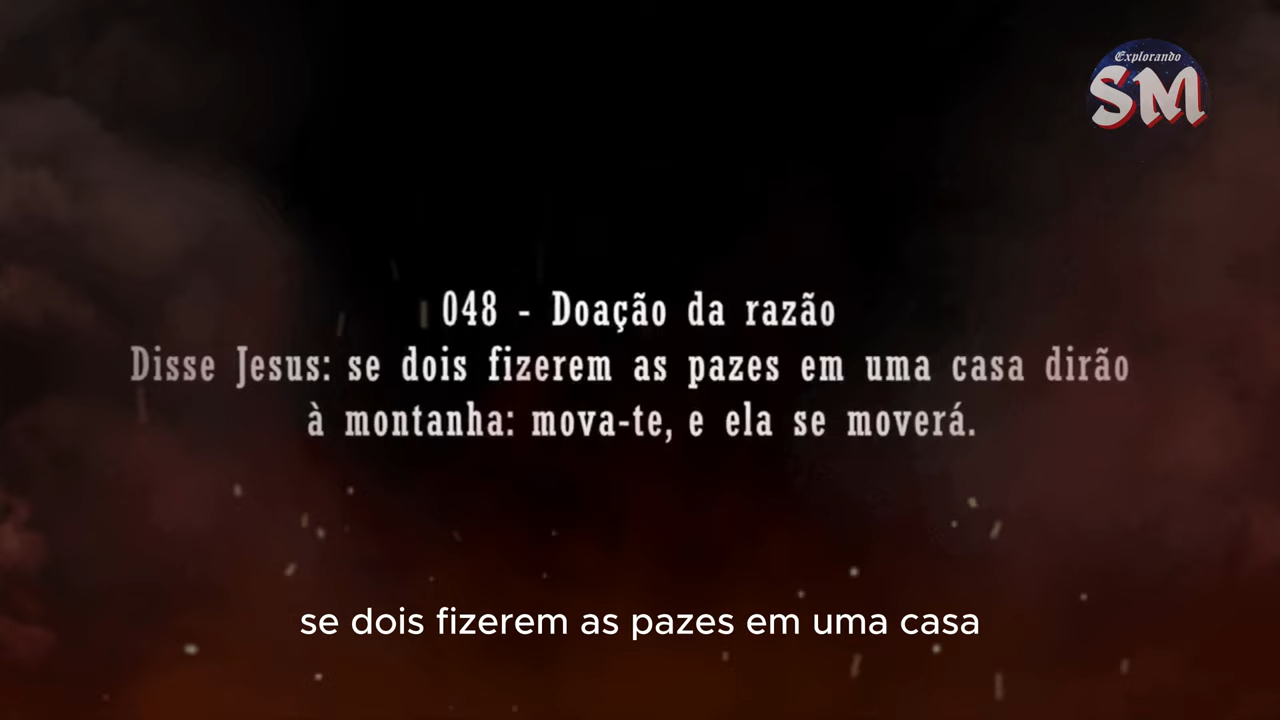 Explorando
SM
048 - Doação da razão
Disse Jesus: se dois fizerem as pazes em uma casa dirão
à montanha: mova-te, e ela se moverá.
se dois fizerem as pazes em uma casa